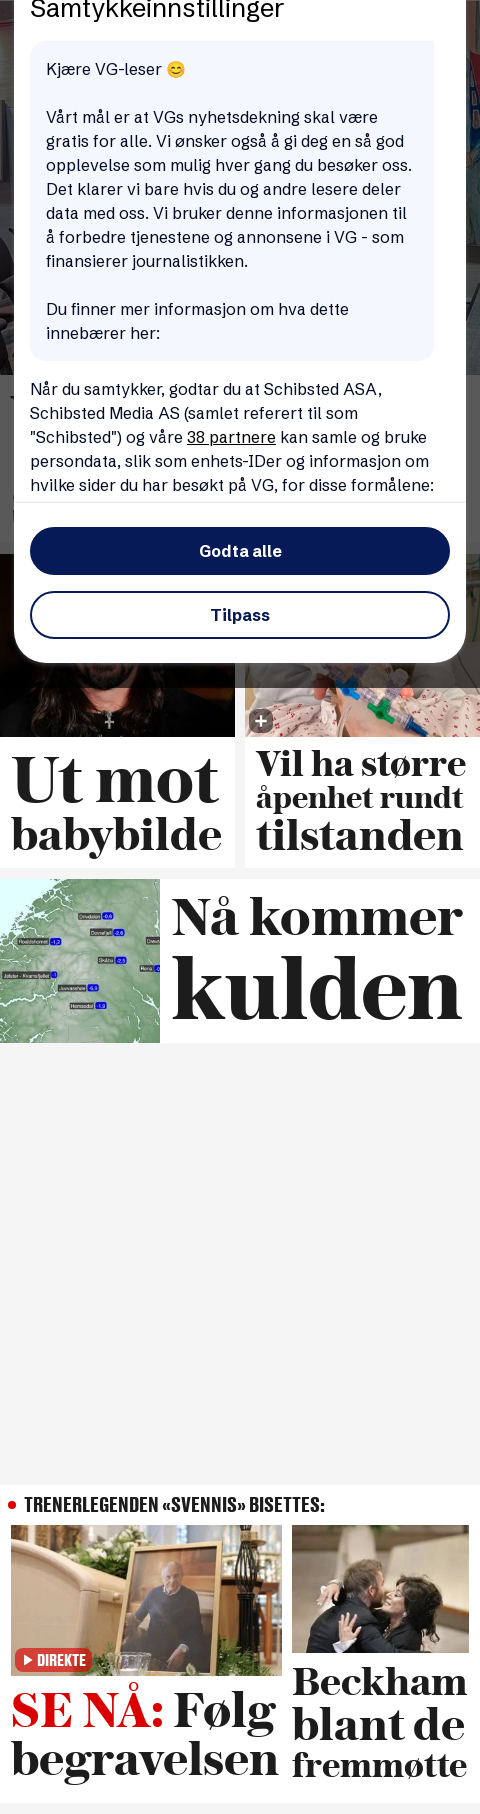 Samtykkeinnstillinger
Kjære VG-leser 😊
Vårt mål er at VGs nyhetsdekning skal være
gratis for alle. Vi ønsker også å gi deg en så god
opplevelse som mulig hver gang du besøker oss.
Det klarer vi bare hvis du og andre lesere deler
data med oss. Vi bruker denne informasjonen til
å forbedre tjenestene og annonsene i VG - som
finansierer journalistikken.
Du finner mer informasjon om hva dette
innebærer her:
Når du samtykker, godtar du at Schibsted ASA,
Schibsted Media AS (samlet referert til som
"Schibsted") og våre 38 partnere kan samle og bruke
persondata, slik som enhets-IDer og informasjon om
hvilke sider du har besøkt på VG, for disse formålene:
Godta alle
Tilpass
Ut mot
babybilde
Vil ha større
åpenhet rundt
tilstanden
Drivdalen -0,6
Dovrefjell -2,6
Roaldshornet -1,2
Skåbu -2,5
Rena
Jølster - Kvamsfjellet -1
Juvvasshøe -5,3
Hemsedal -1,3
Nå kommer
kulden
TRENERLEGENDEN «SVENNIS» BISETTES:
DIREKTE
SE NÅ: Følg
begravelsen
Beckham
blant de
fremmøtte